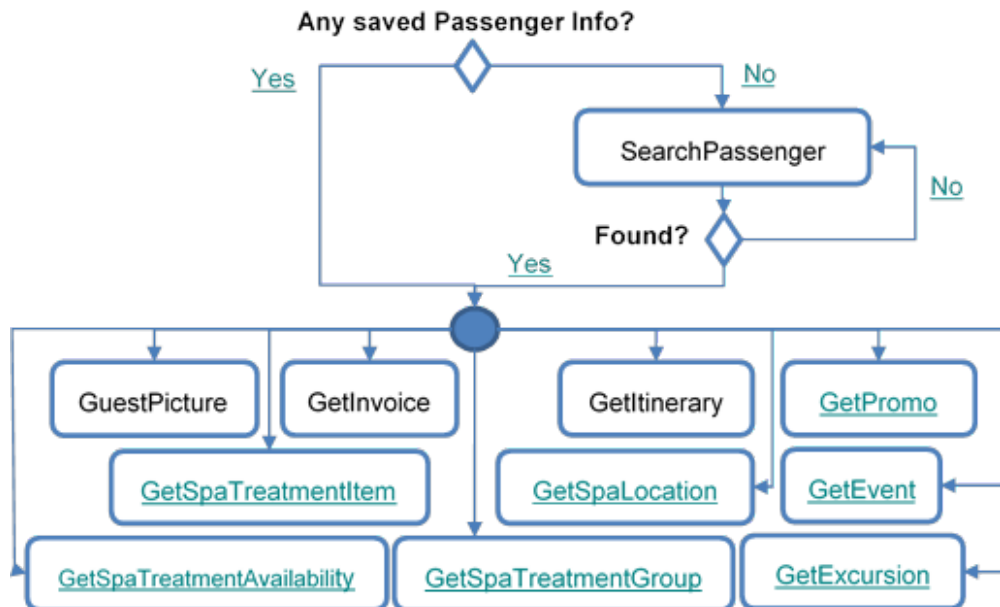 Any saved Passenger Info?
Yes
No
SearchPassenger
No
Found?
Yes
GuestPicture
GetInvoice
GetItinerary
GetPromo
GetSpaTreatmentItem
GetSpaLocation
GetEvent
GetSpaTreatmentAvailability
GetSpaTreatmentGroup
GetExcursion